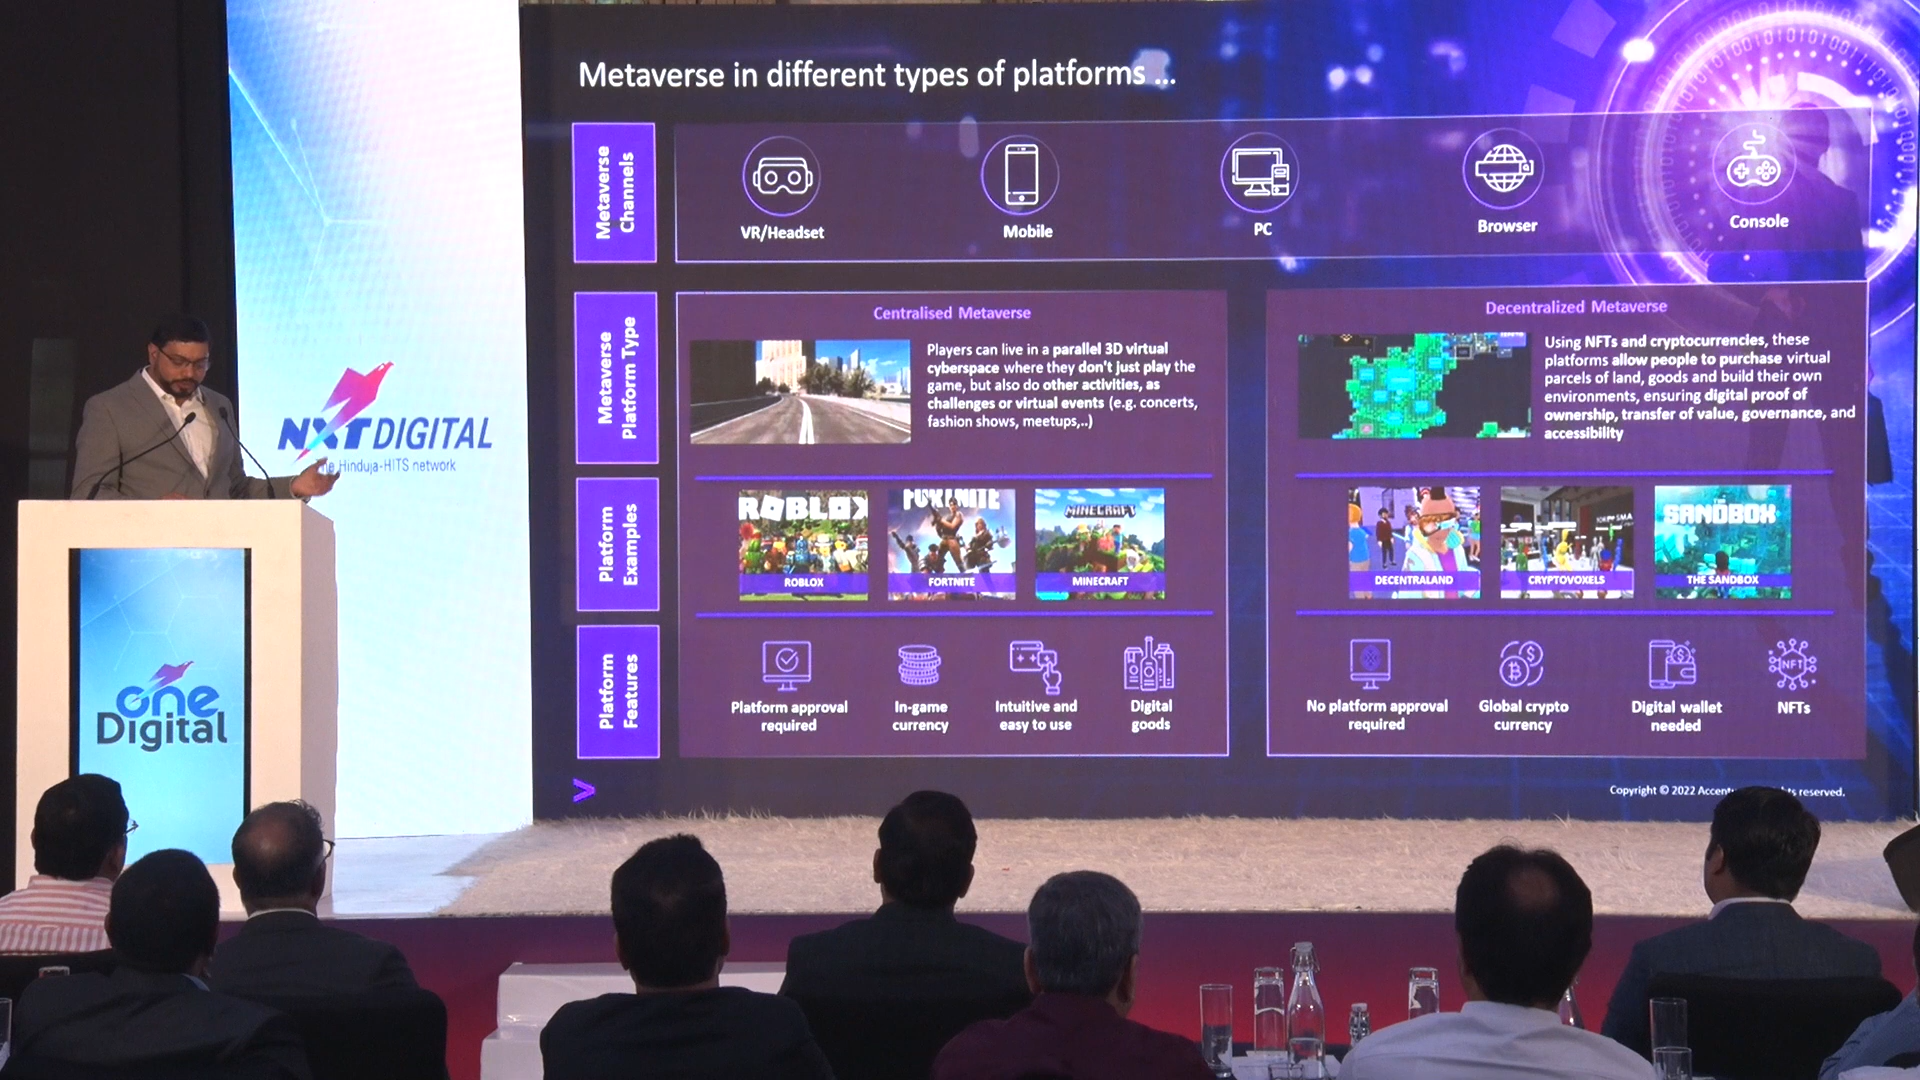 Metaverse in different types of platforms ...
Metaverse
Channels
VR/Headset
Mobile
PC
Browser
Console
Metaverse
Platform Type
Centralised Metaverse
Players can live in a parallel 3D virtual
cyberspace where they don't just play the
game, but also do other activities, as
challenges or virtual events (e.g. concerts,
fashion shows, meetups,..)
Decentralized Metaverse
Using NFTs and cryptocurrencies, these
platforms allow people to purchase virtual
parcels of land, goods and build their own
environments, ensuring digital proof of
ownership, transfer of value, governance, and
accessibility
Platform
Examples
ROBLOX
ROBLOX
FORTNITE
FORTNITE
MINECRAFT
MINECRAFT
DECENTRALAND
CRYPTOVOXELS
SANDBOX
THE SANDBOX
Platform
Features
Platform approval
required
In-game
currency
Intuitive and
easy to use
Digital
goods
No platform approval
required
Global crypto
currency
Digital wallet
needed
NFT
NFTs
Copyright © 2022 reserved.
NXTDIGITAL
Hinduja-HITS network
one
Digital